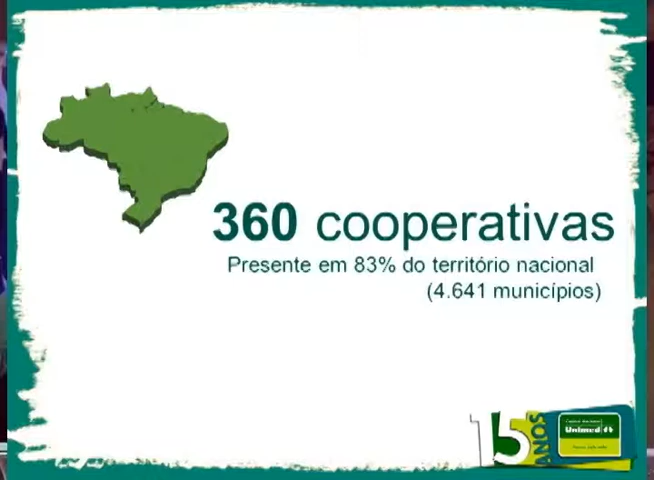 360 cooperativas
Presente em 83% do território nacional
(4.641 municípios)
15
ANOS
Unimed